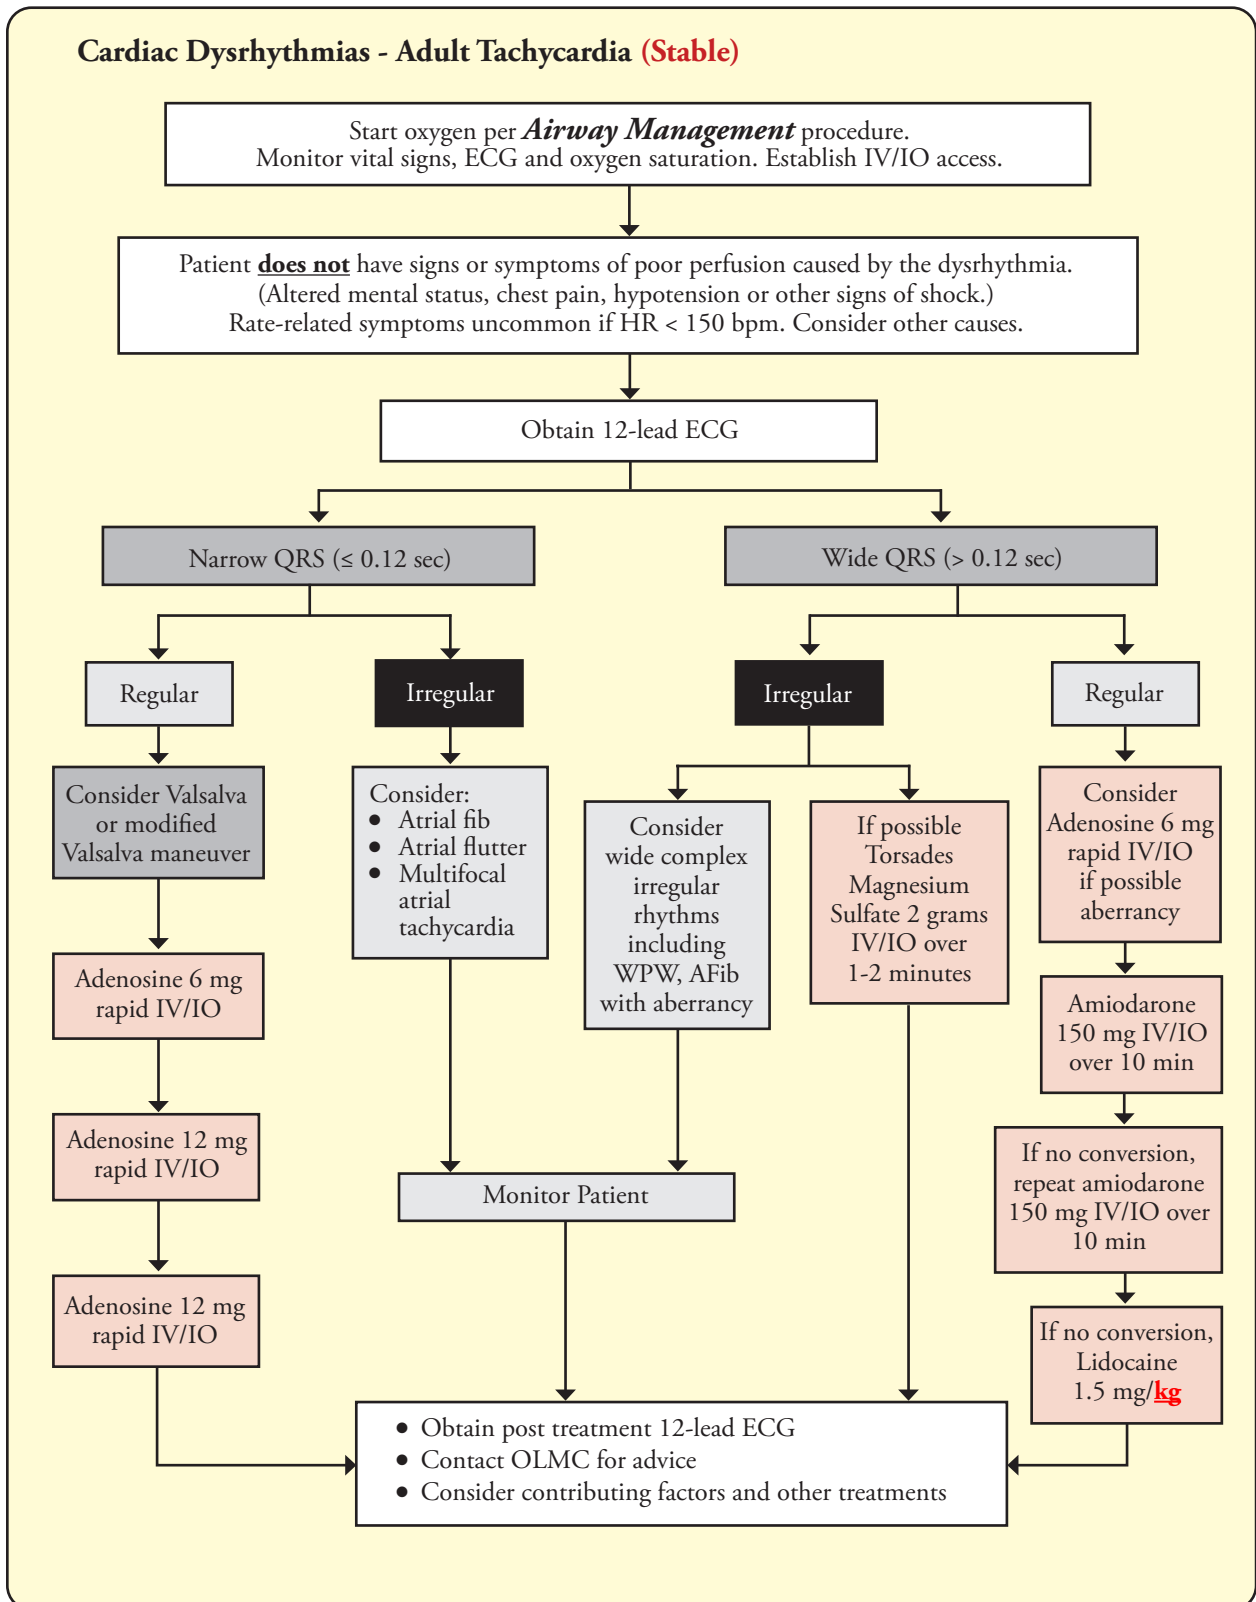 Cardiac Dysrhythmias - Adult Tachycardia (Stable)
Start oxygen per Airway Management procedure.
Monitor vital signs, ECG and oxygen saturation. Establish IV/IO access.
Patient does not have signs or symptoms of poor perfusion caused by the dysrhythmia.
(Altered mental status, chest pain, hypotension or other signs of shock.)
Rate-related symptoms uncommon if HR < 150 bpm. Consider other causes.
Obtain 12-lead ECG
Narrow QRS (≤ 0.12 sec)
Regular
Consider Valsalva
or modified
Valsalva maneuver
Adenosine 6 mg
rapid IV/IO
Adenosine 12 mg
rapid IV/IO
Adenosine 12 mg
rapid IV/IO
Irregular
Consider:
• Atrial fib
• Atrial flutter
• Multifocal
atrial
tachycardia
Wide QRS (> 0.12 sec)
Irregular
Consider
wide complex
irregular
rhythms
including
WPW, AFib
with aberrancy
Monitor Patient
If possible
Torsades
Magnesium
Sulfate 2 grams
IV/IO over
1-2 minutes
Regular
Consider
Adenosine 6 mg
rapid IV/IO
if possible
aberrancy
Amiodarone
150 mg IV/IO
over 10 min
If no conversion,
repeat amiodarone
150 mg IV/IO over
10 min
If no conversion,
Lidocaine
1.5 mg/kg
• Obtain post treatment 12-lead ECG
• Contact OLMC for advice
• Consider contributing factors and other treatments